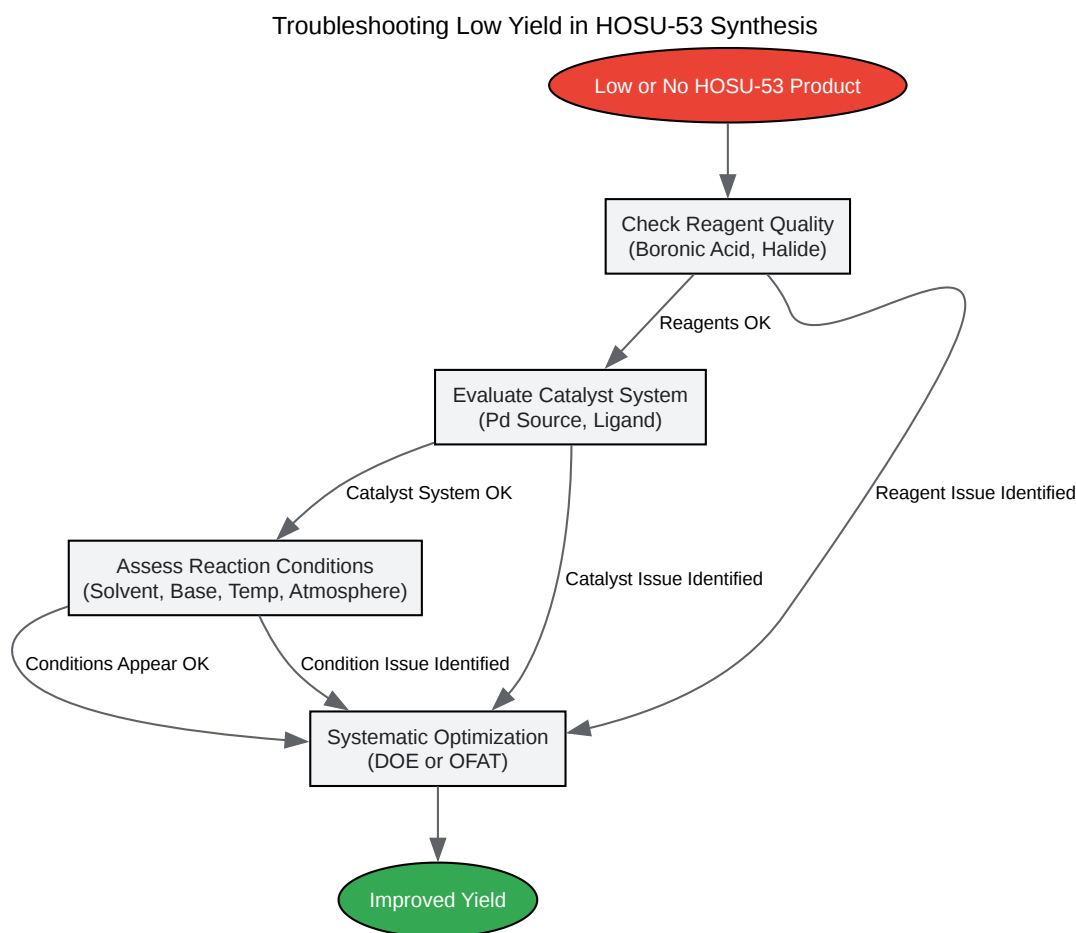 Troubleshooting Low Yield in HOSU-53 Synthesis
Low or No HOSU-53 Product
Check Reagent Quality
(Boronic Acid, Halide)
Reagents OK
Evaluate Catalyst System
(Pd Source, Ligand)
Catalyst System OK
Reagent Issue Identified
Assess Reaction Conditions
(Solvent, Base, Temp, Atmosphere)
Catalyst Issue Identified
Conditions Appear OK
Condition Issue Identified
Systematic Optimization
(DOE or OFAT)
Improved Yield